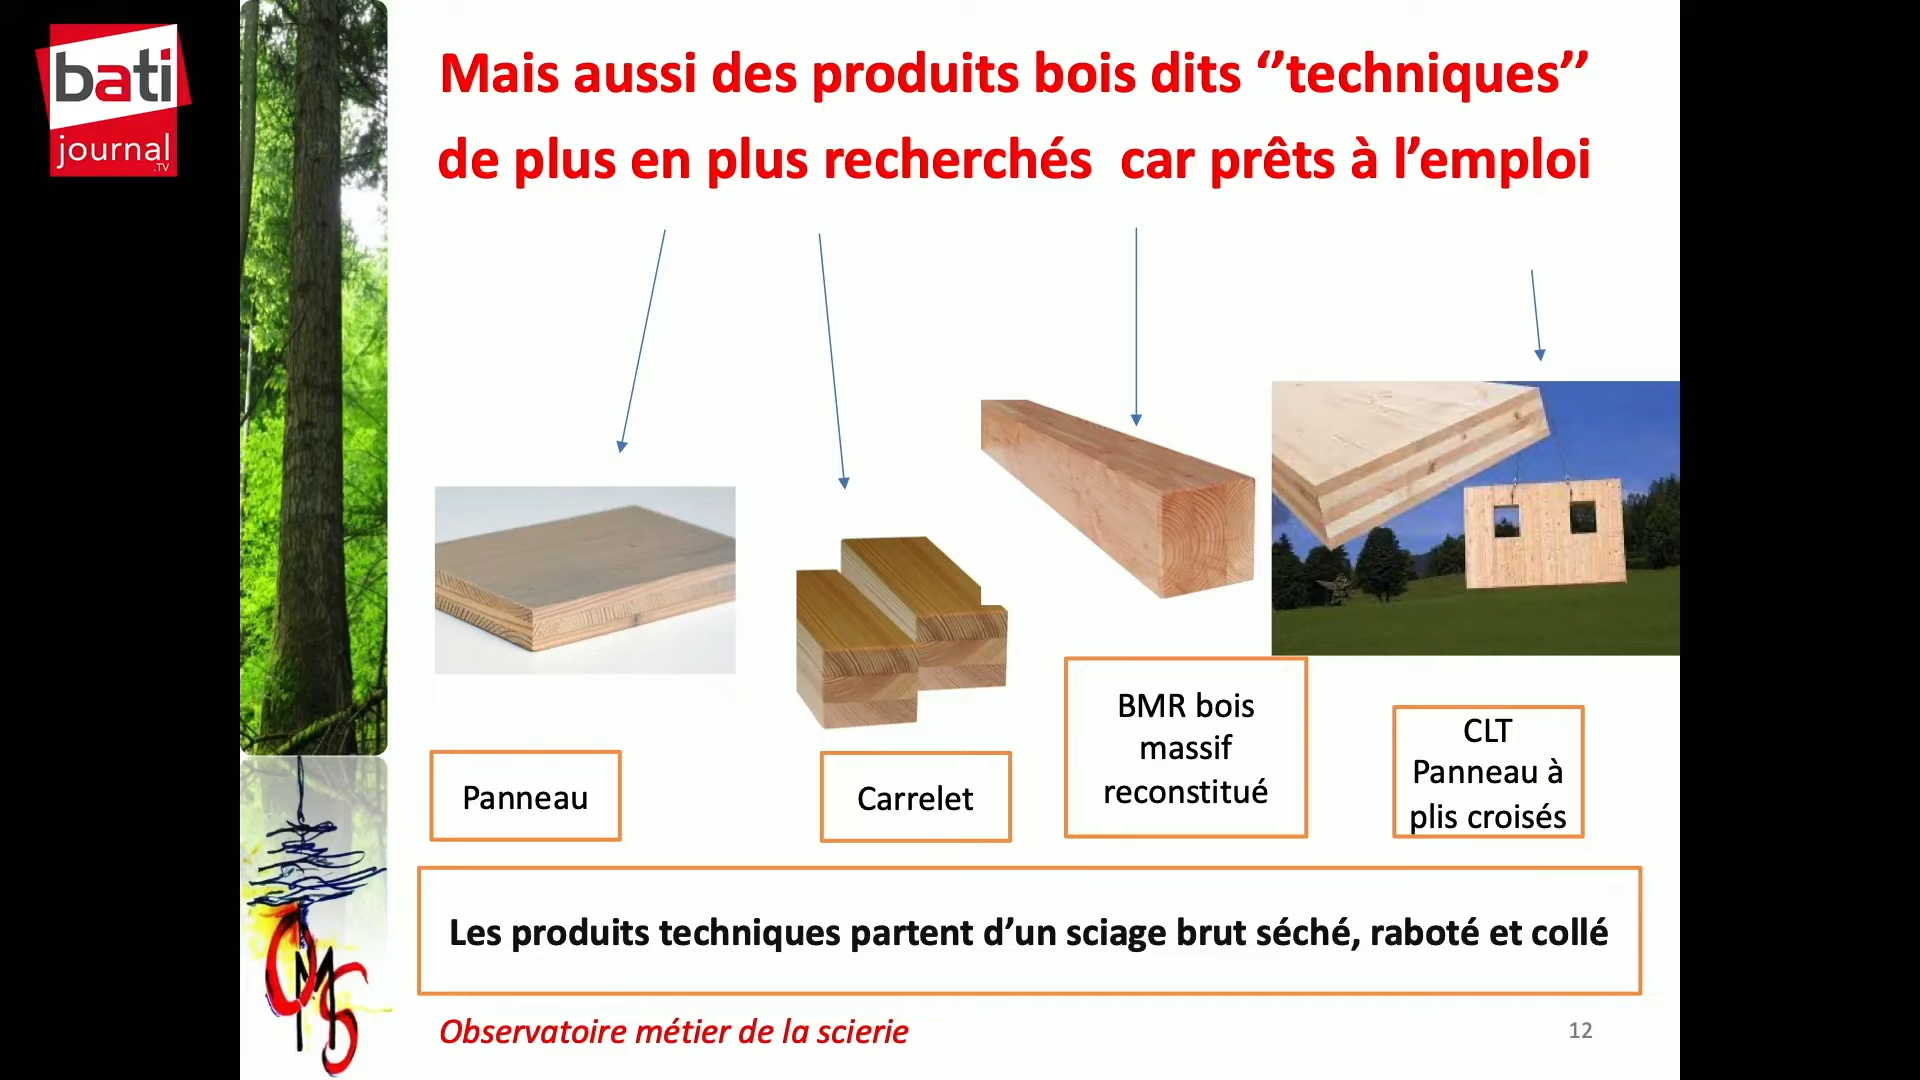 bati
journal
.TV
Mais aussi des produits bois dits ‘’techniques’’
de plus en plus recherchés  car prêts à l’emploi
Panneau
Carrelet
BMR bois
massif
reconstitué
CLT
Panneau à
plis croisés
Les produits techniques partent d’un sciage brut séché, raboté et collé
OMS
Observatoire métier de la scierie
12